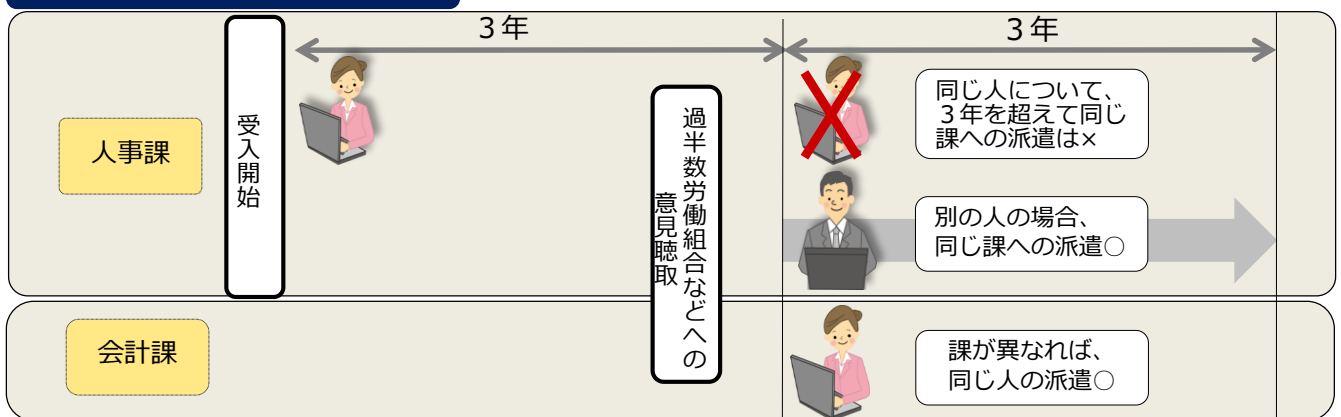 3年
3年
人事課
受入開始
過半数労働組合などへの
意見聴取
同じ人について、
3年を超えて同じ
課への派遣は×
別の人の場合、
同じ課への派遣○
会計課
課が異なれば、
同じ人の派遣○